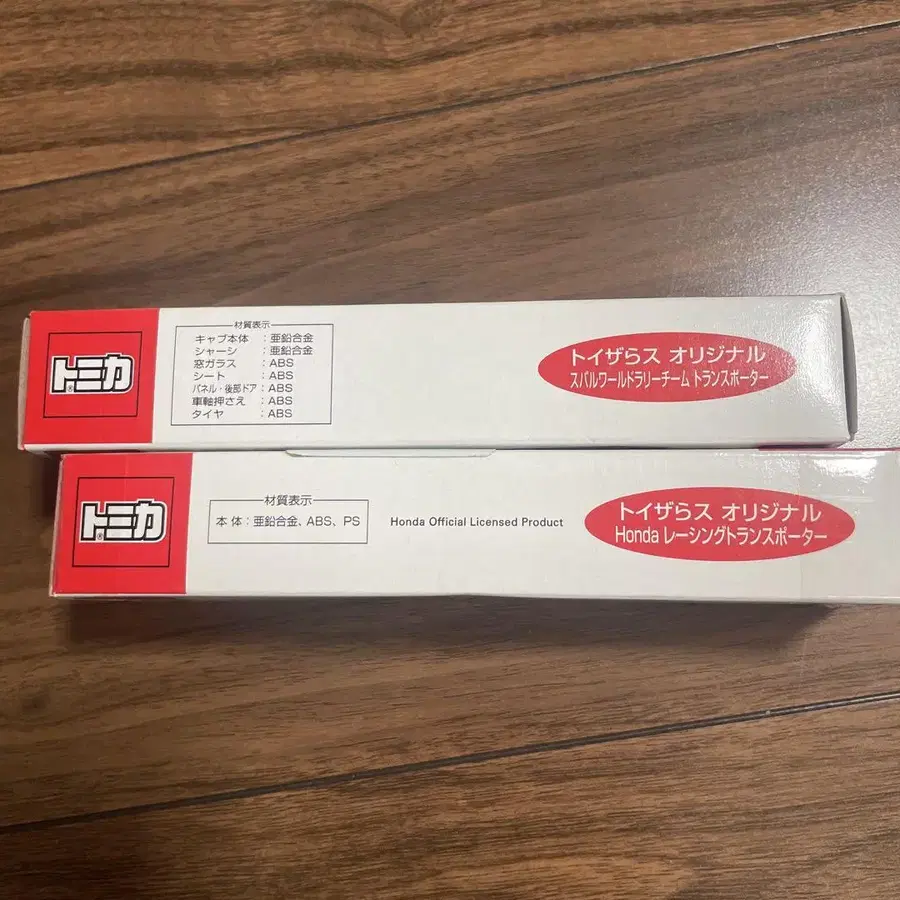 トミカ
®
材質表示
キャブ本体 :亜鉛合金
シャーシ :亜鉛合金
窓ガラス :ABS
シート :ABS
パネル・後部ドア:ABS
車軸押さえ :ABS
タイヤ :ABS
トイザらス オリジナル
スバルワールドラリーチーム トランスポーター
トミカ
®
材質表示
本 体:亜鉛合金、ABS、PS
Honda Official Licensed Product
トイザらス オリジナル
Honda レーシングトランスポーター